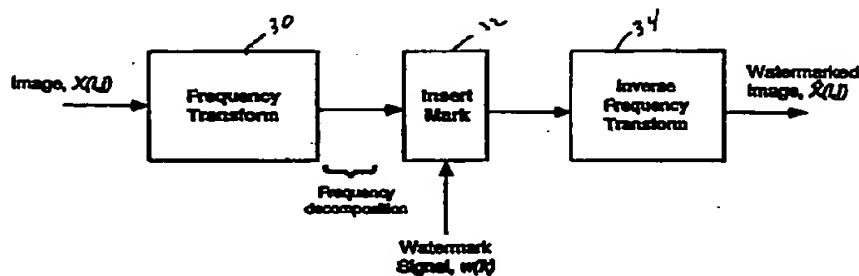 30
32
34
Image, X(i,j)
Frequency
Transform
Insert
Mark
Inverse
Frequency
Transform
Watermarked
Image, X̂(i,j)
Frequency
decomposition
Watermark
Signal, w(k)